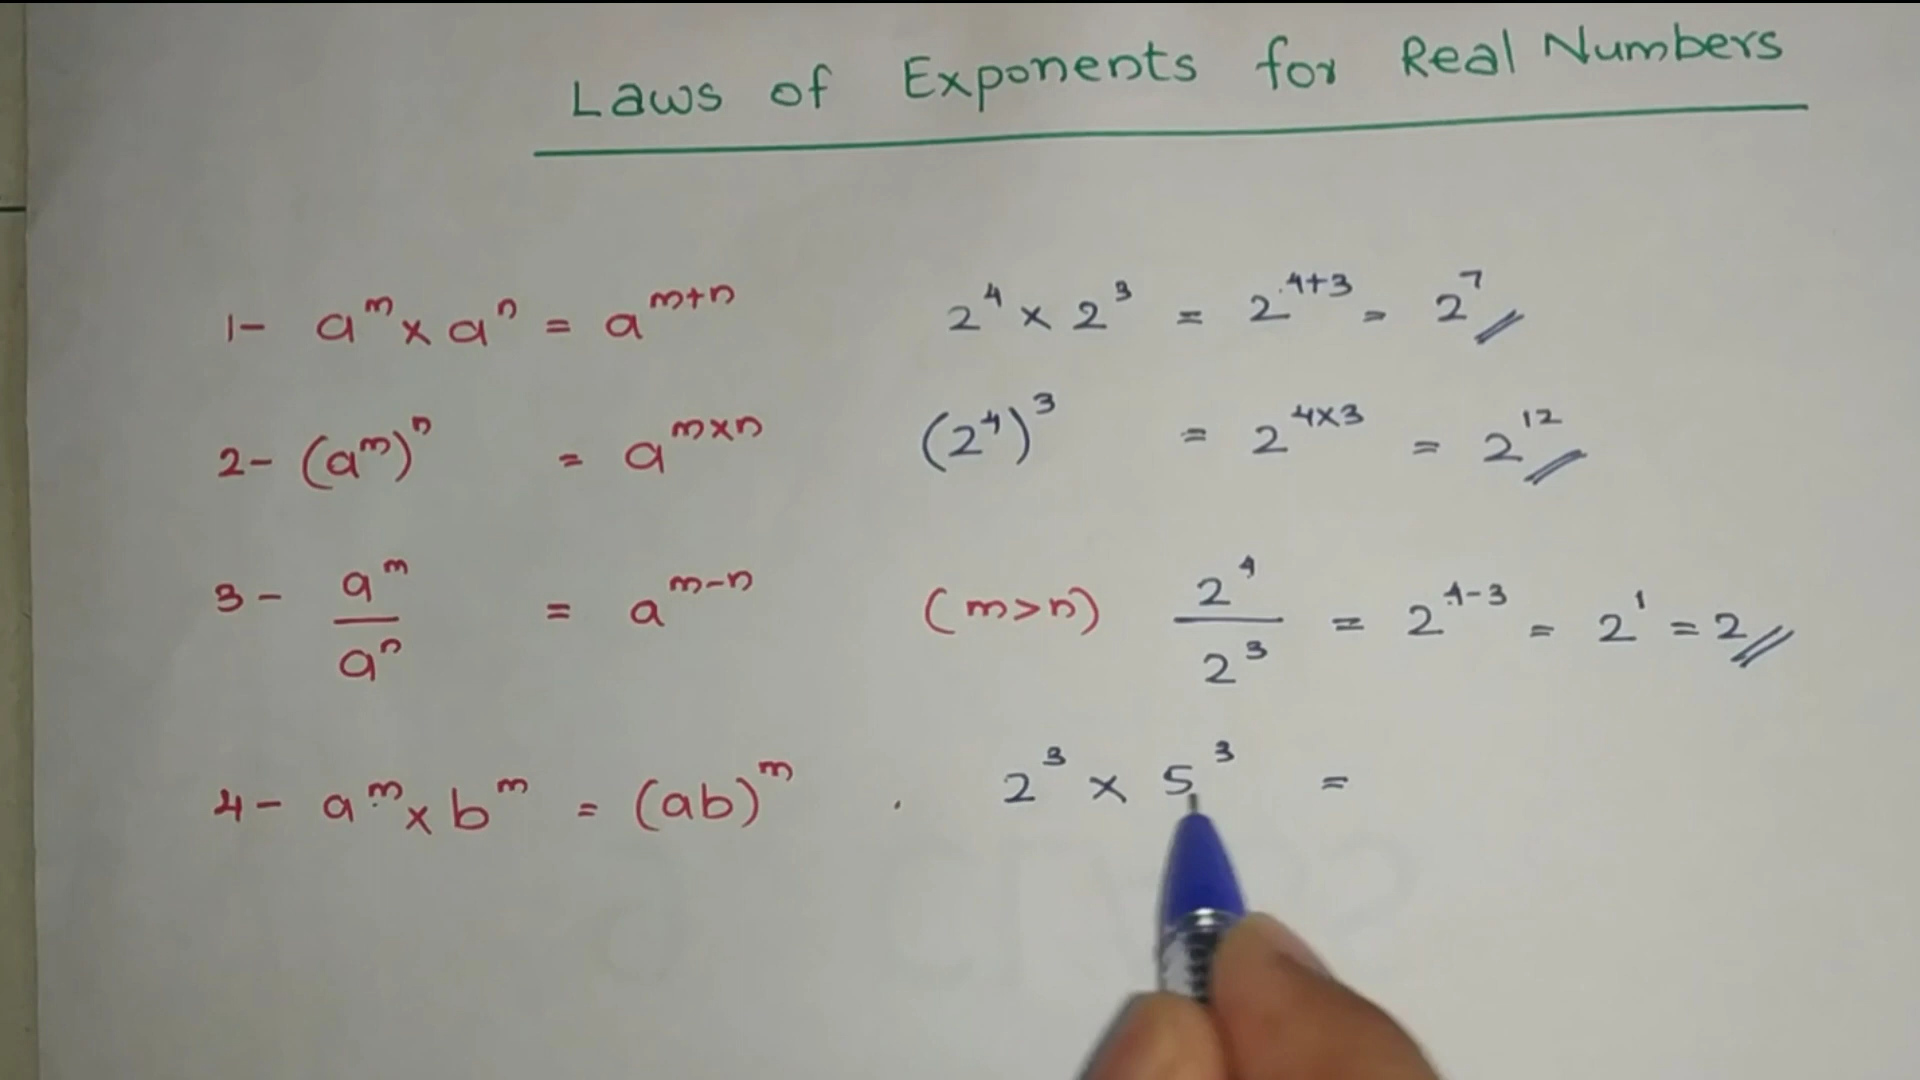 Laws of Exponents for Real Numbers
1- a^m × a^n = a^(m+n) 2^4 × 2^3 = 2^(4+3) = 2^7
2- (a^m)^n = a^(m×n) (2^4)^3 = 2^(4×3) = 2^12
3- a^m/a^n = a^(m-n) (m>n) 2^4/2^3 = 2^(4-3) = 2^1 = 2
4- a^m × b^m = (ab)^m 2^3 × 5^3 =